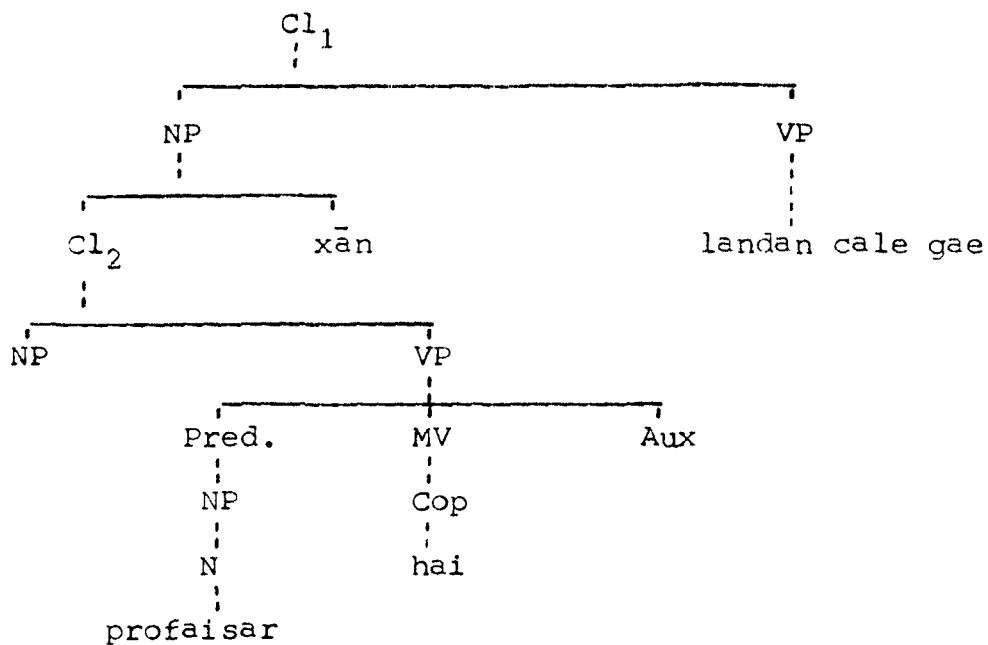 Cl₁
NP VP
Cl₂ xān landan cale gae
NP VP
Pred. MV Aux
NP Cop
N hai
profaisar